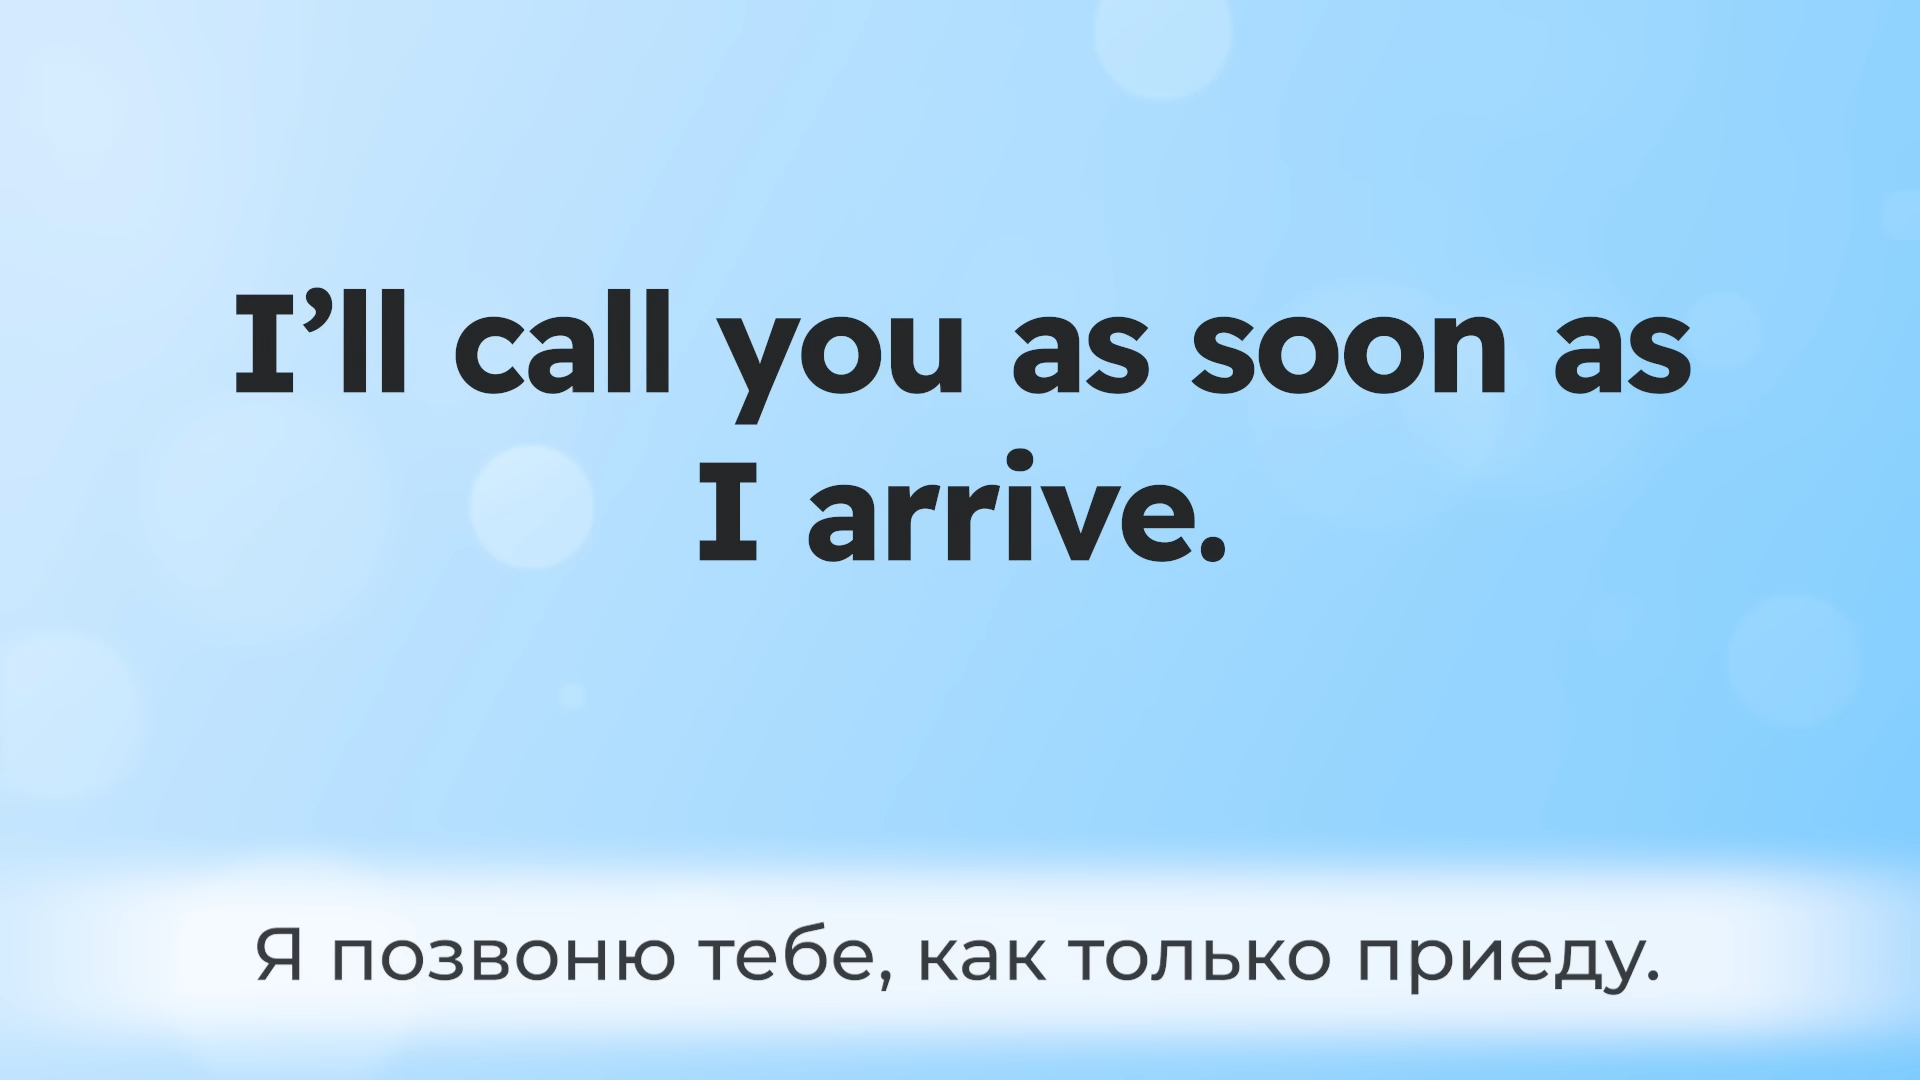 I’ll call you as soon as
I arrive.
Я позвоню тебе, как только приеду.